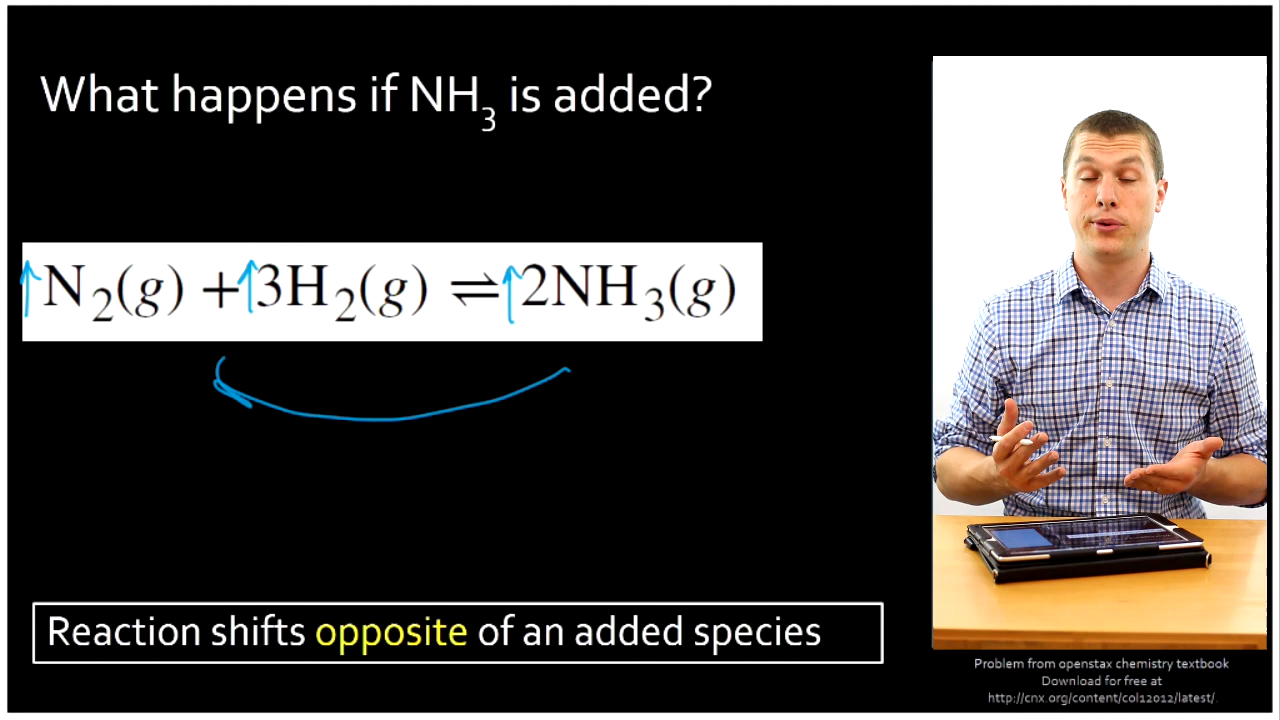 What happens if NH₃ is added?
↑N₂(g) + ↑3H₂(g) ⇌ ↑2NH₃(g)
Reaction shifts opposite of an added species
Problem from openstax chemistry textbook
Download for free at
http://cnx.org/content/col12012/latest/.